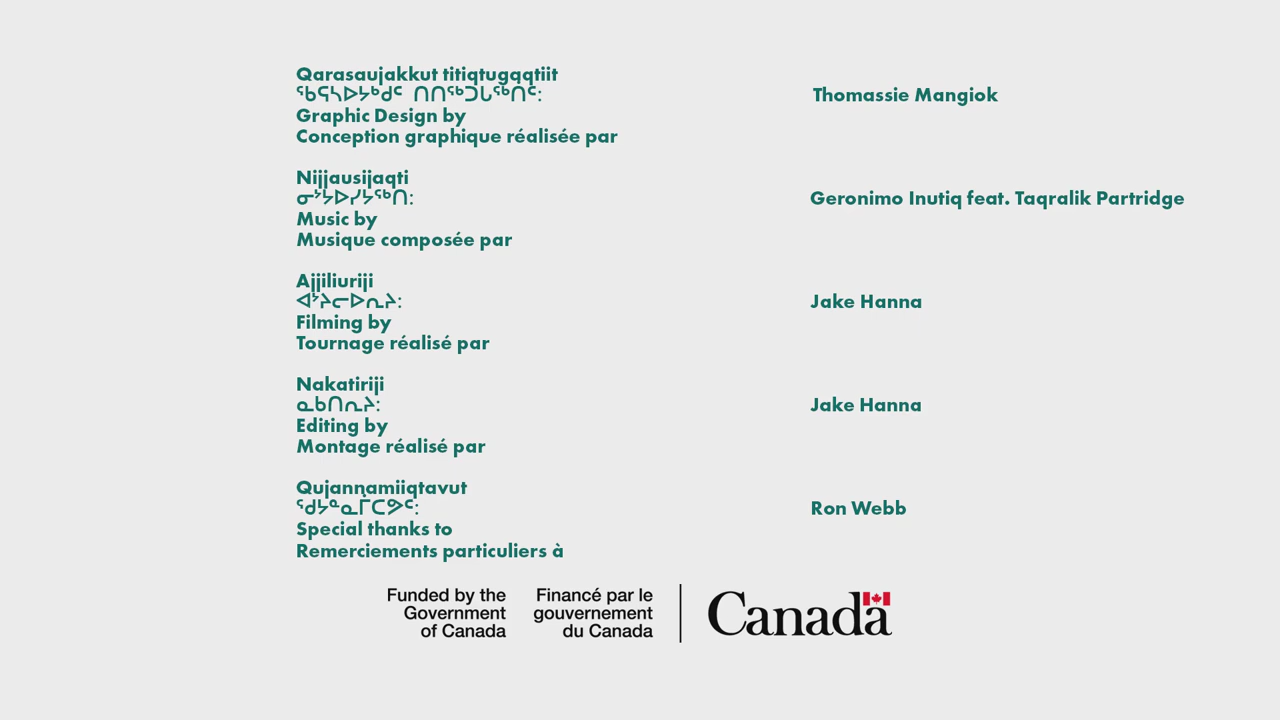 Qarasaujakkut titiqtugaqtiit
ᖃᕋᓴᐅᔭᒃᑯᑦ ᑎᑎᖅᑐᒐᖅᑏᑦ:
Graphic Design by
Conception graphique réalisée par
Thomassie Mangiok
Nijjausijaqti
ᓂᔾᔭᐅᓯᔭᖅᑎ:
Music by
Musique composée par
Geronimo Inutiq feat. Taqralik Partridge
Ajjiliuriji
ᐊᔾᔨᓕᐅᕆᔨ:
Filming by
Tournage réalisé par
Jake Hanna
Nakatiriji
ᓇᑲᑎᕆᔨ:
Editing by
Montage réalisé par
Jake Hanna
Qujannamiiqtavut
ᖁᔭᓐᓇᒦᑕᕗᑦ:
Special thanks to
Remerciements particuliers à
Ron Webb
Funded by the
Government
of Canada
Financé par le
gouvernement
du Canada
Canada